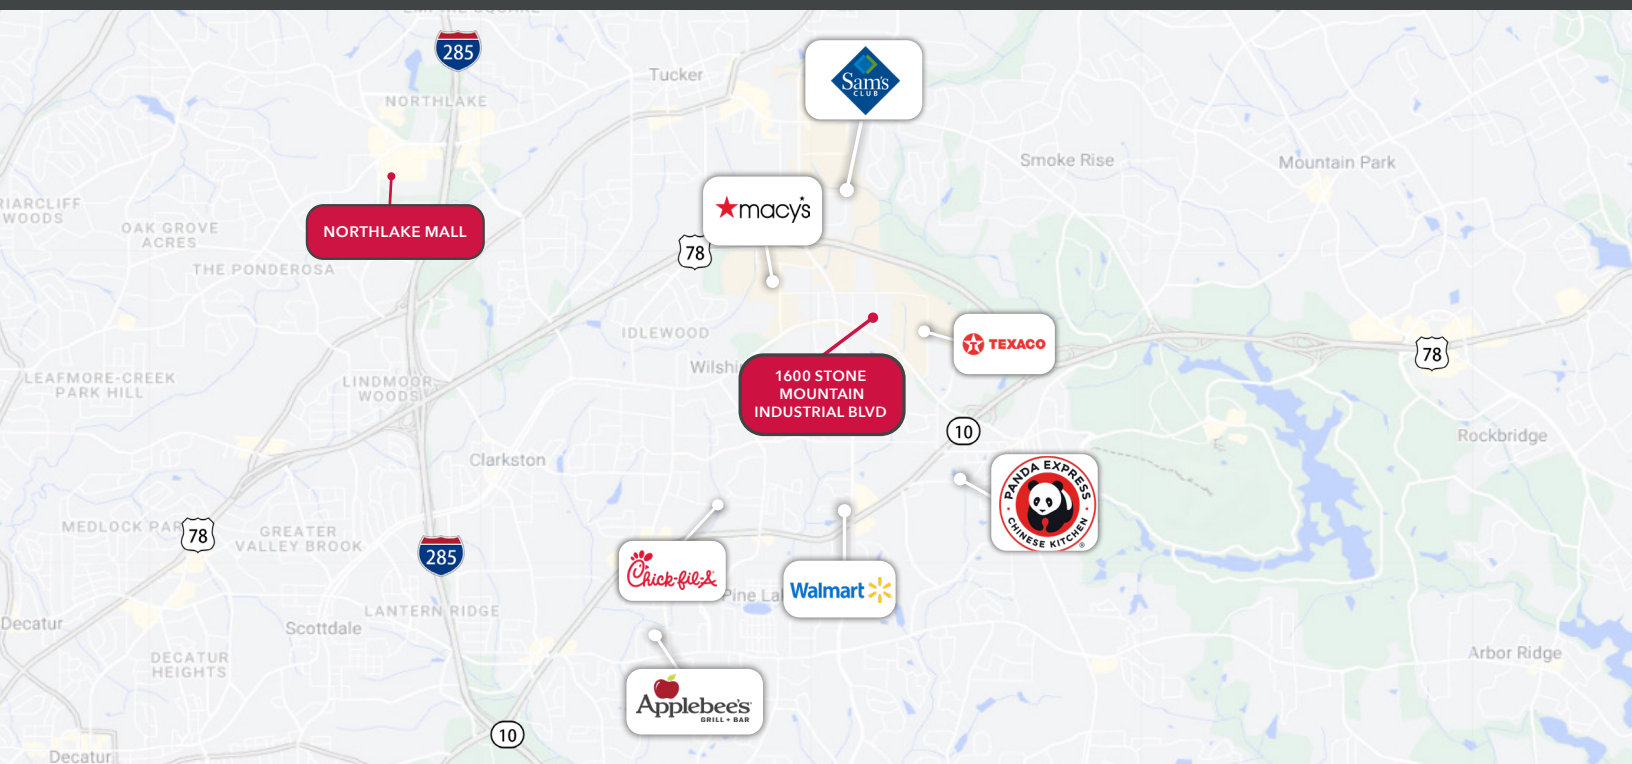 EMPIRE SQUARE
285
Tucker
Sam's
CLUB
NORTHLAKE
Smoke Rise
Mountain Park
macy's
NORTHLAKE MALL
OAK GROVE
ACRES
WOODS
78
THE PONDEROSA
IDLEWOOD
TEXACO
78
1600 STONE
MOUNTAIN
INDUSTRIAL BLVD
LEAFMORE-CREEK
PARK HILL
LINDMOOR
WOODS
10
Rockbridge
Clarkston
PANDA EXPRESS
CHINESE KITCHEN
®
78
GREATER
VALLEY BROOK
MEDLOCK PAR
285
Chick-fil-A
Pine La
Walmart
LANTERN RIDGE
Decatur
Scottdale
DECATUR
HEIGHTS
Arbor Ridge
Applebee's
GRILL + BAR
10
Decatur